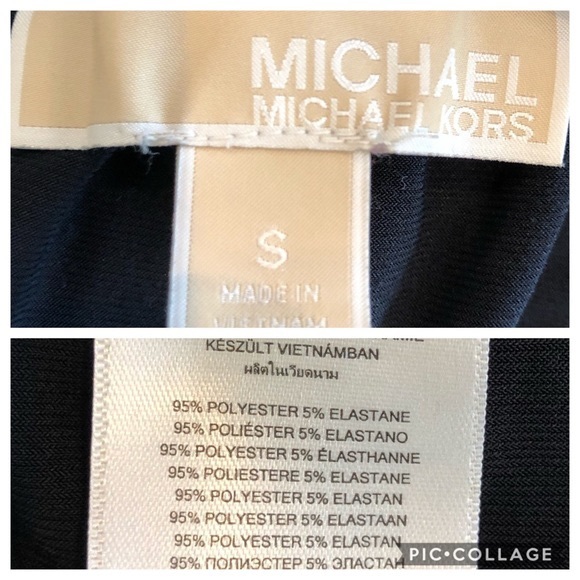 MICHAEL
MICHAEL KORS
S
MADE IN
VIETNAM
KÉSZÜLT VIETNÁMBAN
ผลิตในเวียดนาม
95% POLYESTER 5% ELASTANE
95% POLIÉSTER 5% ELASTANO
95% POLYESTER 5% ÉLASTHANNE
95% POLIESTERE 5% ELASTANE
95% POLYESTER 5% ELASTAN
95% POLYESTER 5% ELASTAAN
95% POLYESTER 5% ELASTAN
95% ПОЛИЭСТЕР 5% ЭЛАСТАН
PIC•COLLAGE